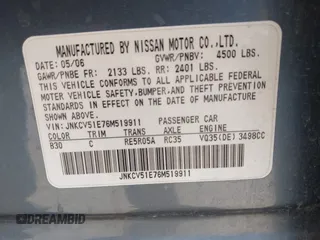 MANUFACTURED BY NISSAN MOTOR CO.,LTD.
DATE: 05/06 GVWR/PNBV: 4500 LBS.
GAWR/PNBE FR: 2133 LBS. RR: 2401 LBS.
THIS VEHICLE CONFORMS TO ALL APPLICABLE FEDERAL
MOTOR VEHICLE SAFETY, BUMPER, AND THEFT PREVENTION
STANDARDS IN EFFECT ON THE DATE OF MANUFACTURE
SHOWN ABOVE.
VIN: JNKCV51E76M519911 PASSENGER CAR
COLOR TRIM TRANS AXLE ENGINE
B30 C RE5R05A RC35 VQ35(DE) 3498CC
JNKCV51E76M519911
DREAMBID